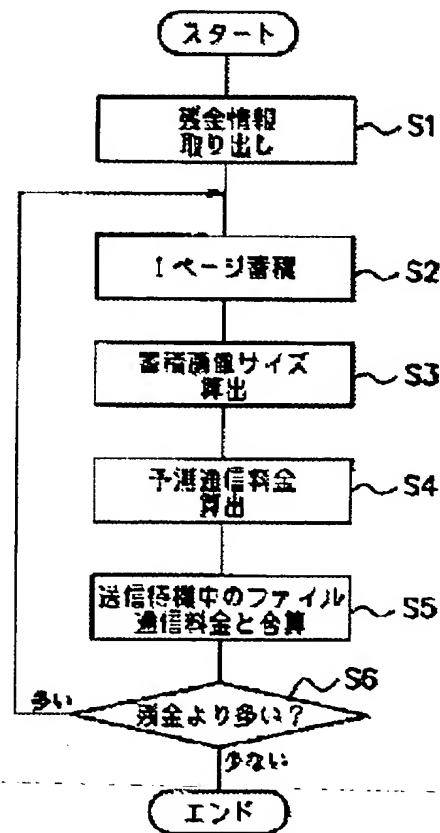 スタート
残金情報
取り出し
S1
1ページ蓄積
S2
蓄積画像サイズ
算出
S3
予測通信料金
算出
S4
送信待機中のファイル
通信料金と合算
S5
S6
残金より多い?
多い
少ない
エンド